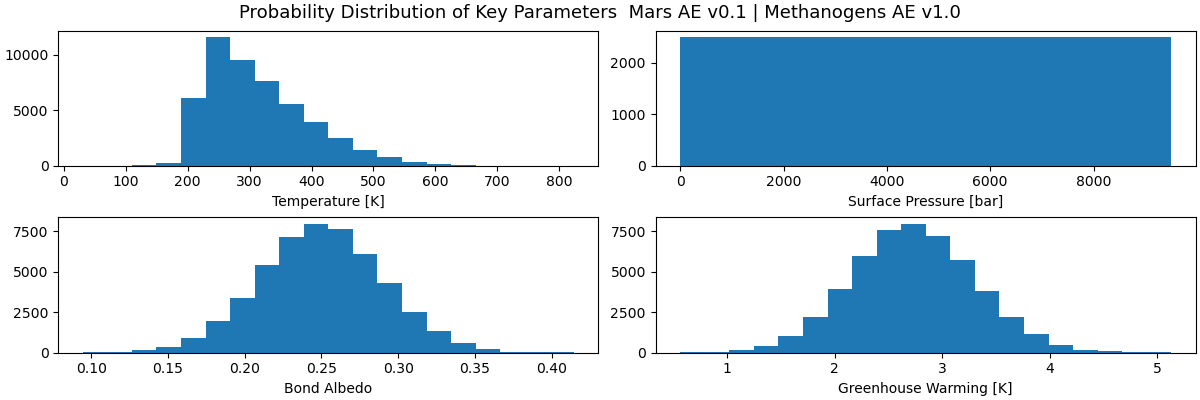 Probability Distribution of Key Parameters  Mars AE v0.1 | Methanogens AE v1.0
10000
5000
0
0 100 200 300 400 500 600 700 800
Temperature [K]
2000
1000
0
0 2000 4000 6000 8000
Surface Pressure [bar]
7500
5000
2500
0
0.10 0.15 0.20 0.25 0.30 0.35 0.40
Bond Albedo
7500
5000
2500
0
1 2 3 4 5
Greenhouse Warming [K]